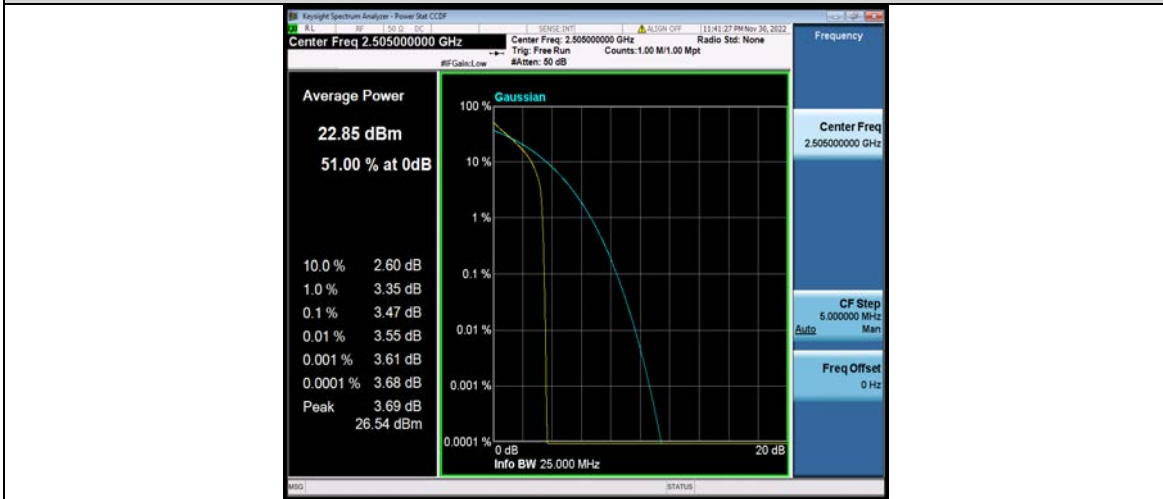 Keysight Spectrum Analyzer - Power Stat CCDF
RL RF 50 Ω DC SENSE:INT ALIGN OFF 11:41:27 PM Nov 30, 2022
Center Freq 2.505000000 GHz
Center Freq: 2.505000000 GHz Radio Std: None
Trig: Free Run Counts:1.00 M/1.00 Mpt
#IFGain:Low #Atten: 50 dB
Frequency
Average Power
22.85 dBm
51.00 % at 0dB
10.0 % 2.60 dB
1.0 % 3.35 dB
0.1 % 3.47 dB
0.01 % 3.55 dB
0.001 % 3.61 dB
0.0001 % 3.68 dB
Peak 3.69 dB
26.54 dBm
Gaussian
100 %
10 %
1 %
0.1 %
0.01 %
0.001 %
0.0001 %
0 dB 20 dB
Info BW 25.000 MHz
Center Freq
2.505000000 GHz
CF Step
5.000000 MHz
Auto Man
Freq Offset
0 Hz
MSG STATUS